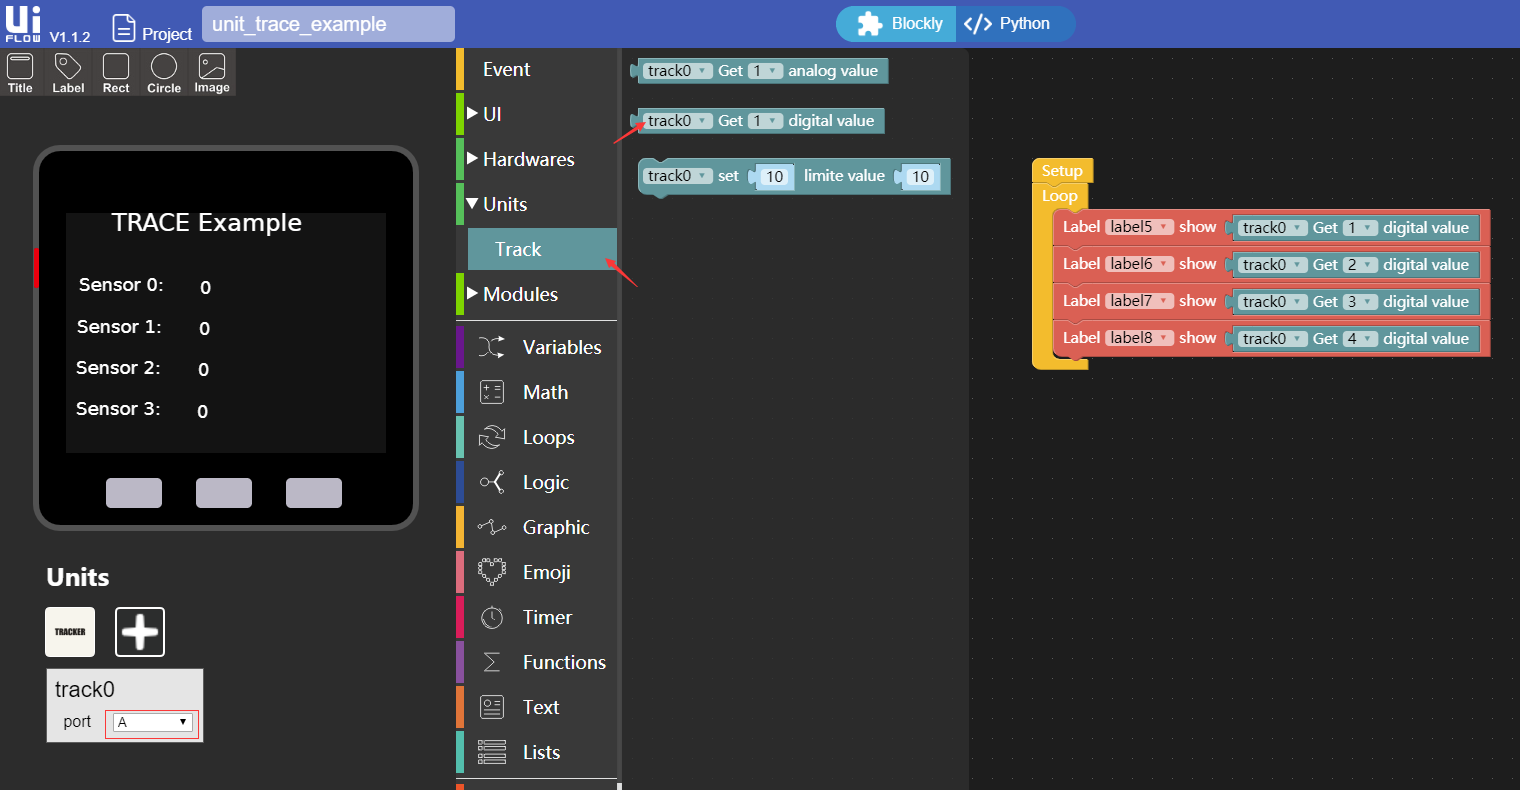 Ui
FLOW V1.1.2
Project
unit_trace_example
Blockly
Python
Title Label Rect Circle Image
TRACE Example
Sensor 0: 0
Sensor 1: 0
Sensor 2: 0
Sensor 3: 0
Units
TRACKER
track0
port A
Event
UI
Hardwares
Units
Track
Modules
Variables
Math
Loops
Logic
Graphic
Emoji
Timer
Functions
Text
Lists
track0 Get 1 analog value
track0 Get 1 digital value
track0 set 10 limite value 10
Setup
Loop
Label label5 show track0 Get 1 digital value
Label label6 show track0 Get 2 digital value
Label label7 show track0 Get 3 digital value
Label label8 show track0 Get 4 digital value